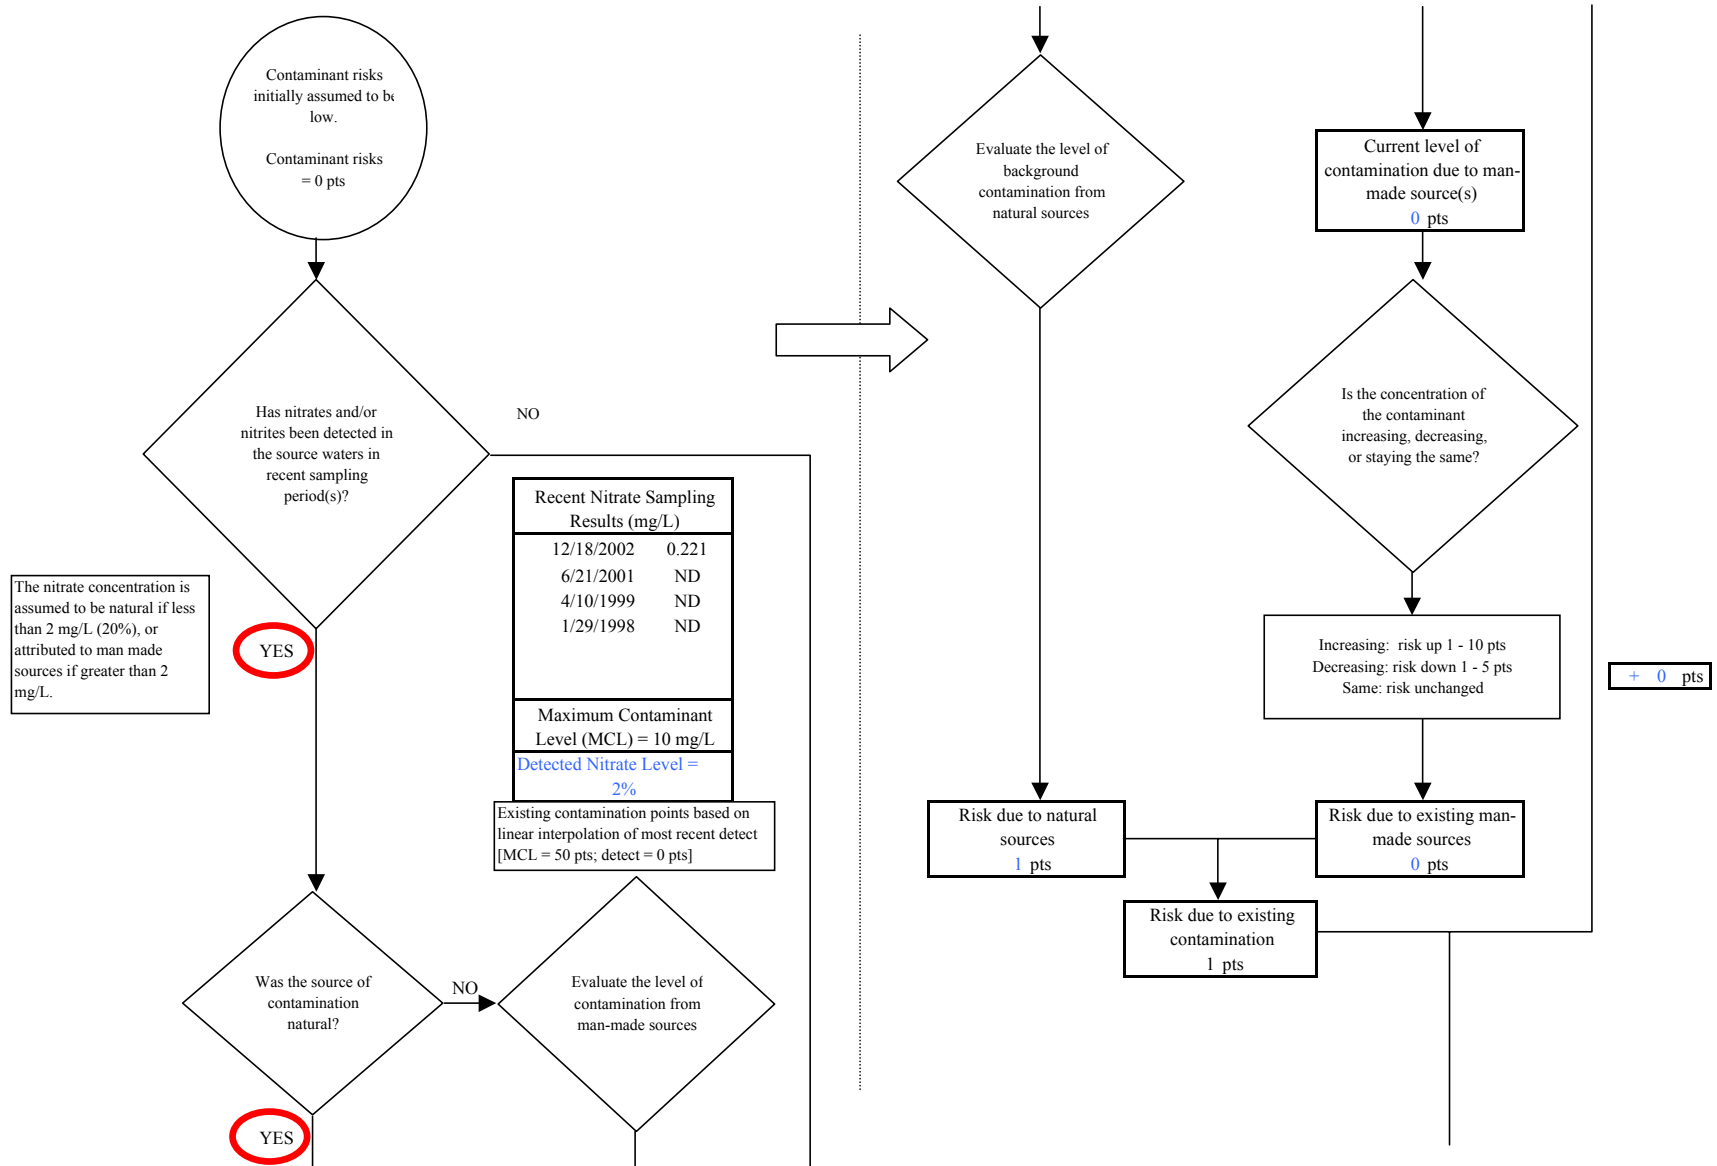 Contaminant risks
initially assumed to be
low.
Contaminant risks
= 0 pts
Has nitrates and/or
nitrites been detected in
the source waters in
recent sampling
period(s)?
NO
Recent Nitrate Sampling
Results (mg/L)
12/18/2002 0.221
6/21/2001 ND
4/10/1999 ND
1/29/1998 ND
Maximum Contaminant
Level (MCL) = 10 mg/L
Detected Nitrate Level =
2%
Existing contamination points based on
linear interpolation of most recent detect
[MCL = 50 pts; detect = 0 pts]
The nitrate concentration is
assumed to be natural if less
than 2 mg/L (20%), or
attributed to man made
sources if greater than 2
mg/L.
YES
Was the source of
contamination
natural?
NO
Evaluate the level of
contamination from
man-made sources
YES
Evaluate the level of
background
contamination from
natural sources
Current level of
contamination due to man-
made source(s)
0 pts
Is the concentration of
the contaminant
increasing, decreasing,
or staying the same?
Increasing: risk up 1 - 10 pts
Decreasing: risk down 1 - 5 pts
Same: risk unchanged
+ 0 pts
Risk due to natural
sources
1 pts
Risk due to existing man-
made sources
0 pts
Risk due to existing
contamination
1 pts